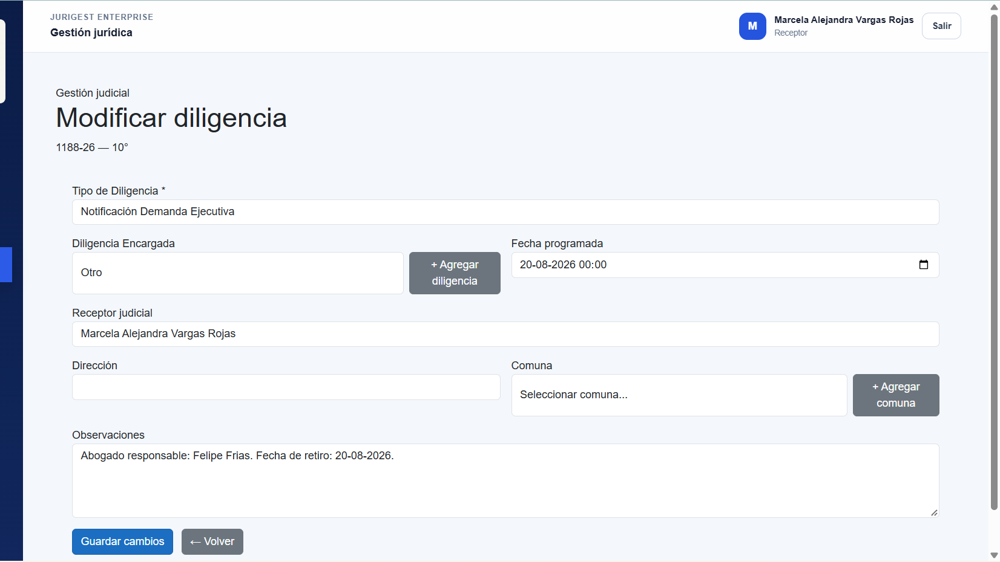 JURIGEST ENTERPRISE
Gestión jurídica
M
Marcela Alejandra Vargas Rojas
Receptor
Salir
Gestión judicial
Modificar diligencia
1188-26 — 10°
Tipo de Diligencia *
Notificación Demanda Ejecutiva
Diligencia Encargada
Otro
+ Agregar
diligencia
Fecha programada
20-08-2026 00:00
Receptor judicial
Marcela Alejandra Vargas Rojas
Dirección
Comuna
Seleccionar comuna...
+ Agregar
comuna
Observaciones
Abogado responsable: Felipe Frias. Fecha de retiro: 20-08-2026.
Guardar cambios
← Volver